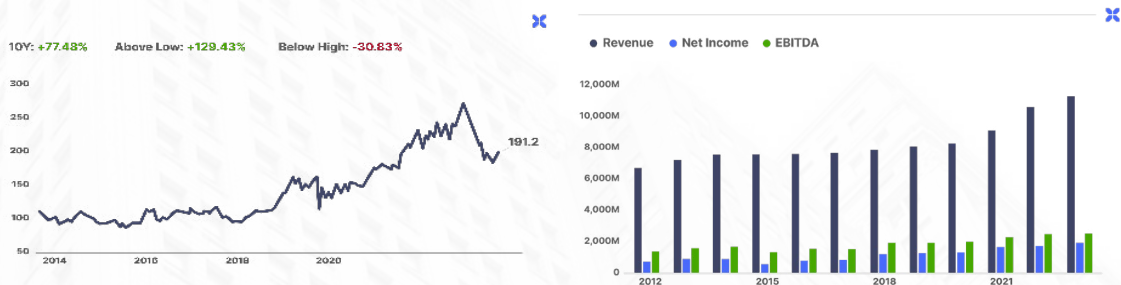 10Y: +77.48% Above Low: +129.43% Below High: -30.83%
300
250
200
150
100
50
191.2
2014 2016 2018 2020
Revenue Net Income EBITDA
12,000M
10,000M
8,000M
6,000M
4,000M
2,000M
0
2012 2015 2018 2021